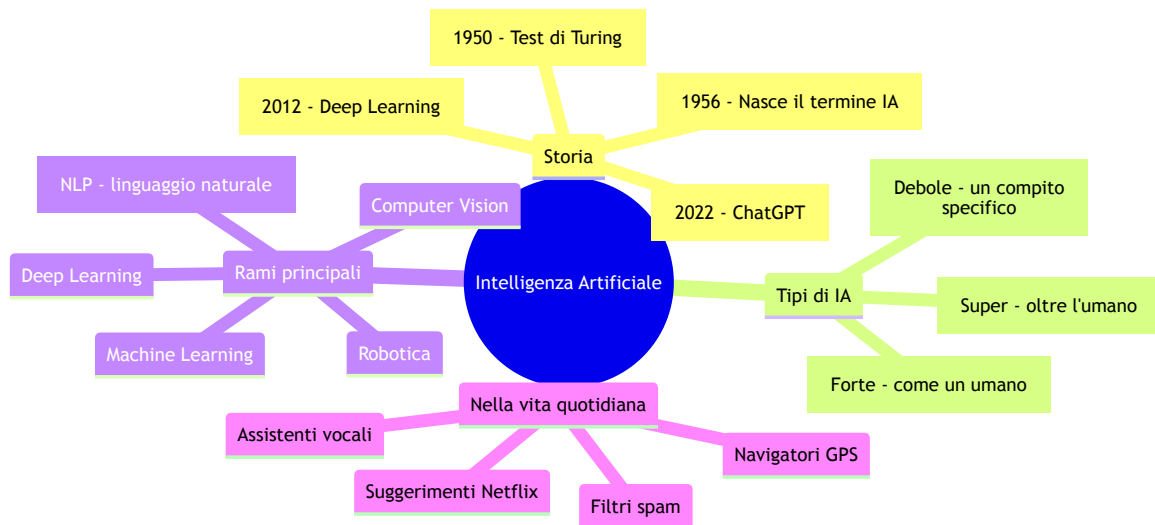 1950 - Test di Turing
2012 - Deep Learning
1956 - Nasce il termine IA
Storia
2022 - ChatGPT
NLP - linguaggio naturale
Computer Vision
Deep Learning
Rami principali
Machine Learning
Robotica
Intelligenza Artificiale
Debole - un compito
specifico
Tipi di IA
Super - oltre l'umano
Forte - come un umano
Nella vita quotidiana
Assistenti vocali
Navigatori GPS
Suggerimenti Netflix
Filtri spam